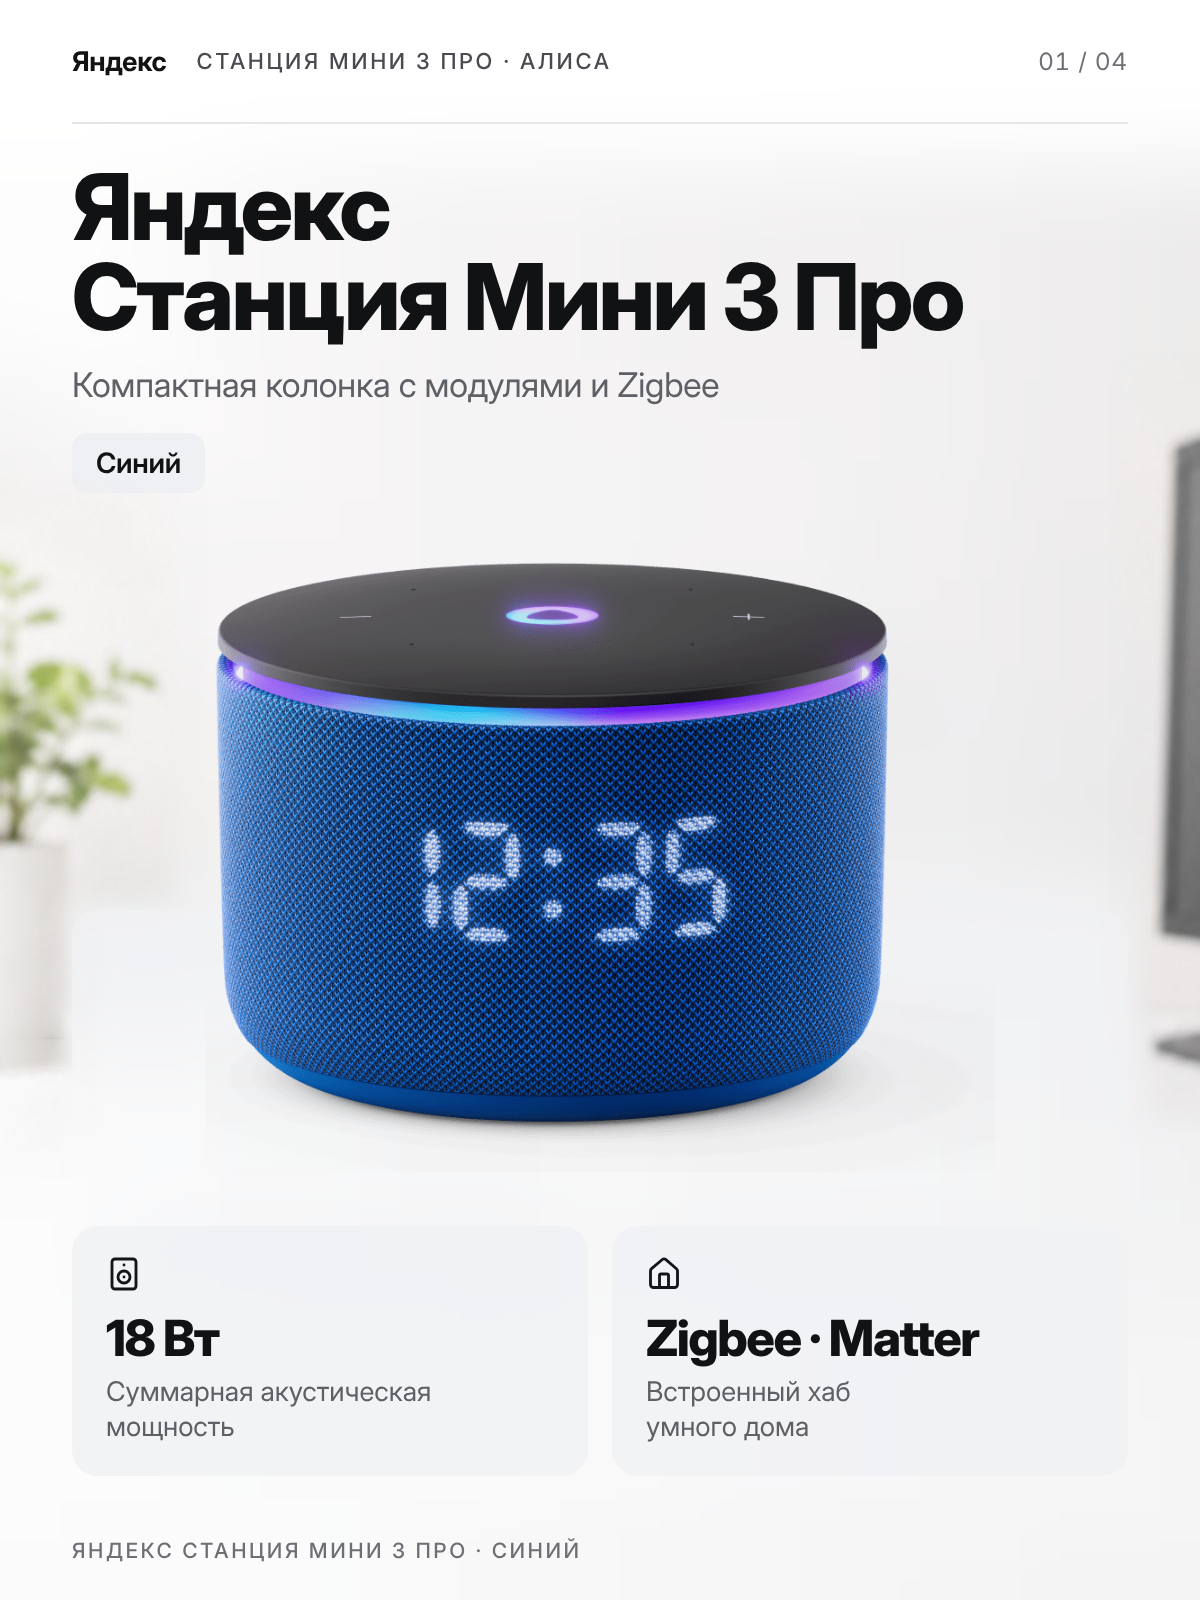 Яндекс СТАНЦИЯ МИНИ 3 ПРО · АЛИСА 01 / 04
Яндекс
Станция Мини 3 Про
Компактная колонка с модулями и Zigbee
Синий
12:35
18 Вт
Суммарная акустическая
мощность
Zigbee · Matter
Встроенный хаб
умного дома
ЯНДЕКС СТАНЦИЯ МИНИ 3 ПРО · СИНИЙ